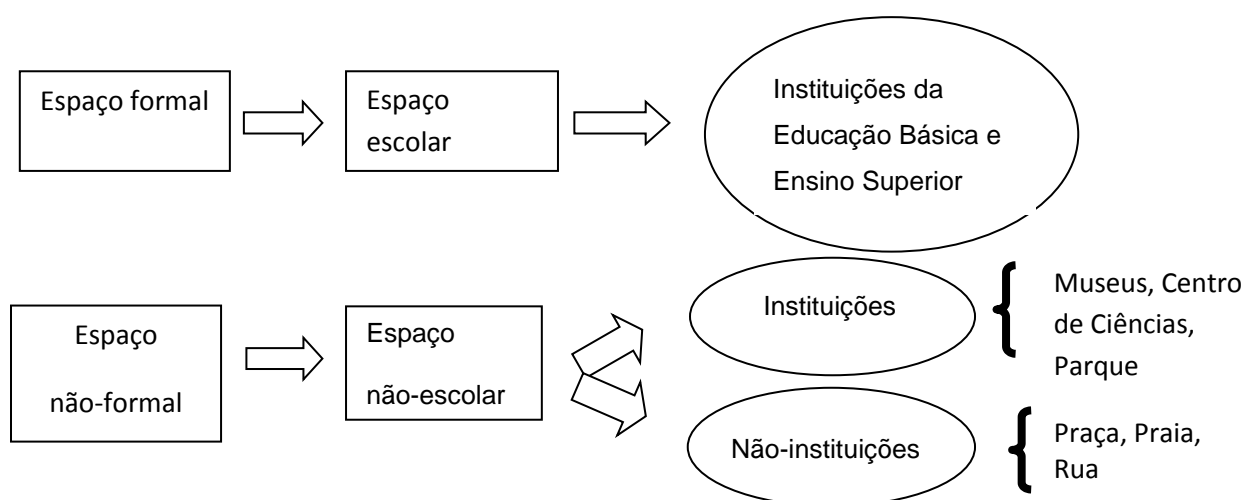 Espaço formal
Espaço
escolar
Instituições da
Educação Básica e
Ensino Superior
Espaço
não-formal
Espaço
não-escolar
Instituições
Museus, Centro
de Ciências,
Parque
Não-instituições
Praça, Praia,
Rua